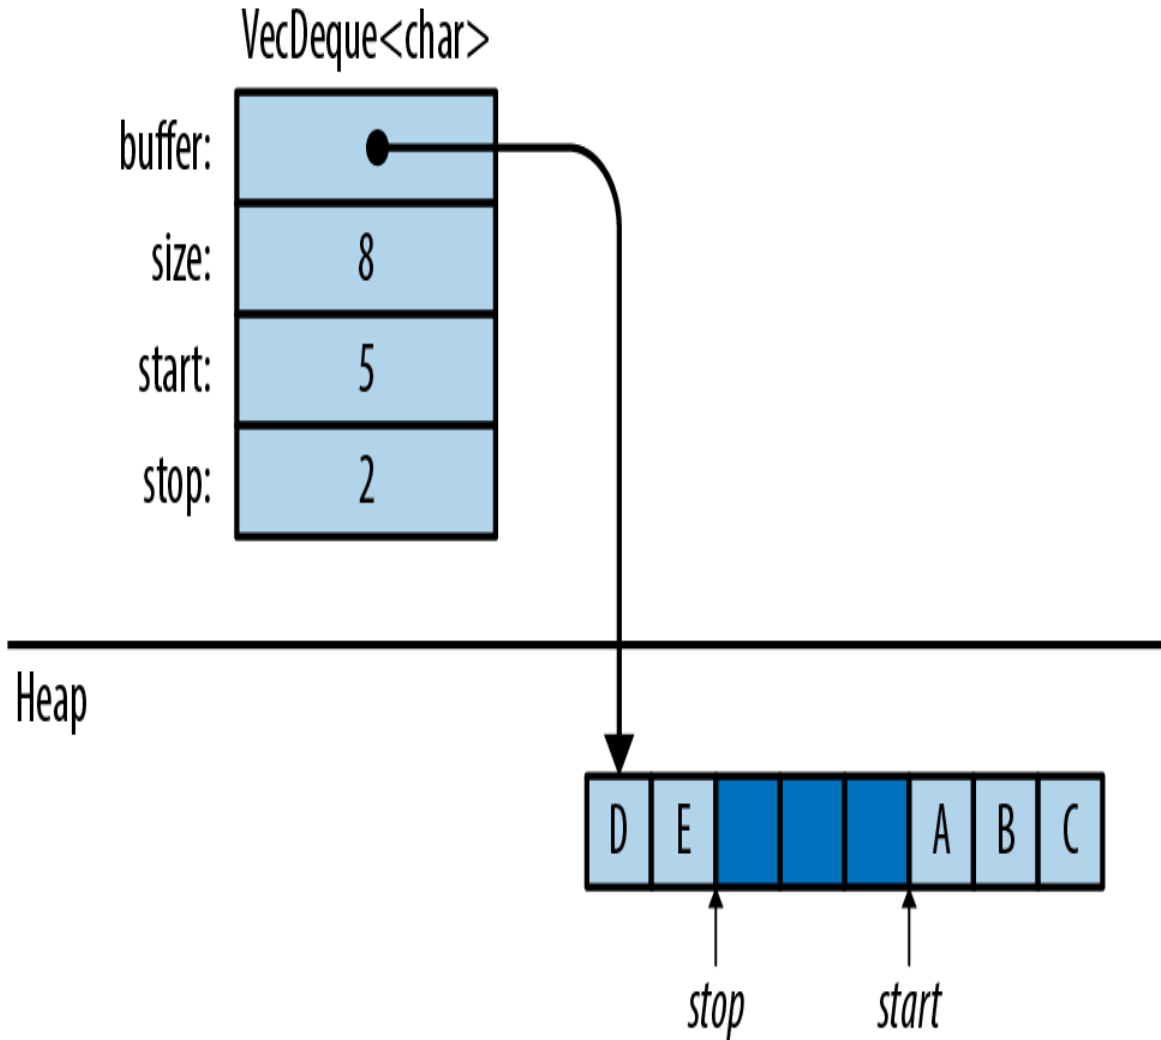 VecDeque<char>
buffer:
size: 8
start: 5
stop: 2
Heap
D E A B C
stop start